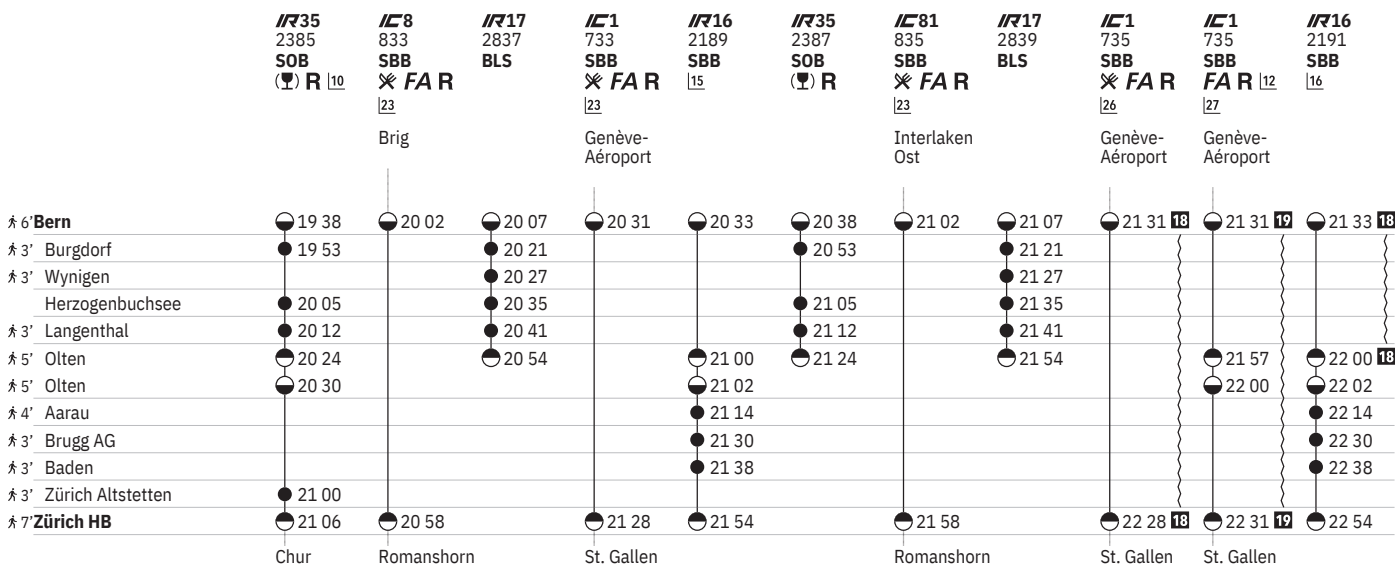 IR35 IC8 IR17 IC1 IR16 IR35 IC81 IR17 IC1 IC1 IR16
2385 833 2837 733 2189 2387 835 2839 735 735 2191
SOB SBB BLS SBB SBB SOB SBB BLS SBB SBB SBB
R 10 FA R FA R 15 R FA R FA R FA R 12 16
23 23 23 26 27
Brig Genève- Interlaken Genève- Genève-
Aéroport Ost Aéroport Aéroport
6’ Bern 19 38 20 02 20 07 20 31 20 33 20 38 21 02 21 07 21 31 18 21 31 19 21 33 18
3’ Burgdorf 19 53 20 21 20 53 21 21
3’ Wynigen 20 27 21 27
Herzogenbuchsee 20 05 20 35 21 05 21 35
3’ Langenthal 20 12 20 41 21 12 21 41
5’ Olten 20 24 20 54 21 00 21 24 21 54 21 57 22 00 18
5’ Olten 20 30 21 02 22 00 22 02
4’ Aarau 21 14 22 14
3’ Brugg AG 21 30 22 30
3’ Baden 21 38 22 38
3’ Zürich Altstetten 21 00
7’ Zürich HB 21 06 20 58 21 28 21 54 21 58 22 28 18 22 31 19 22 54
Chur Romanshorn St. Gallen Romanshorn St. Gallen St. Gallen